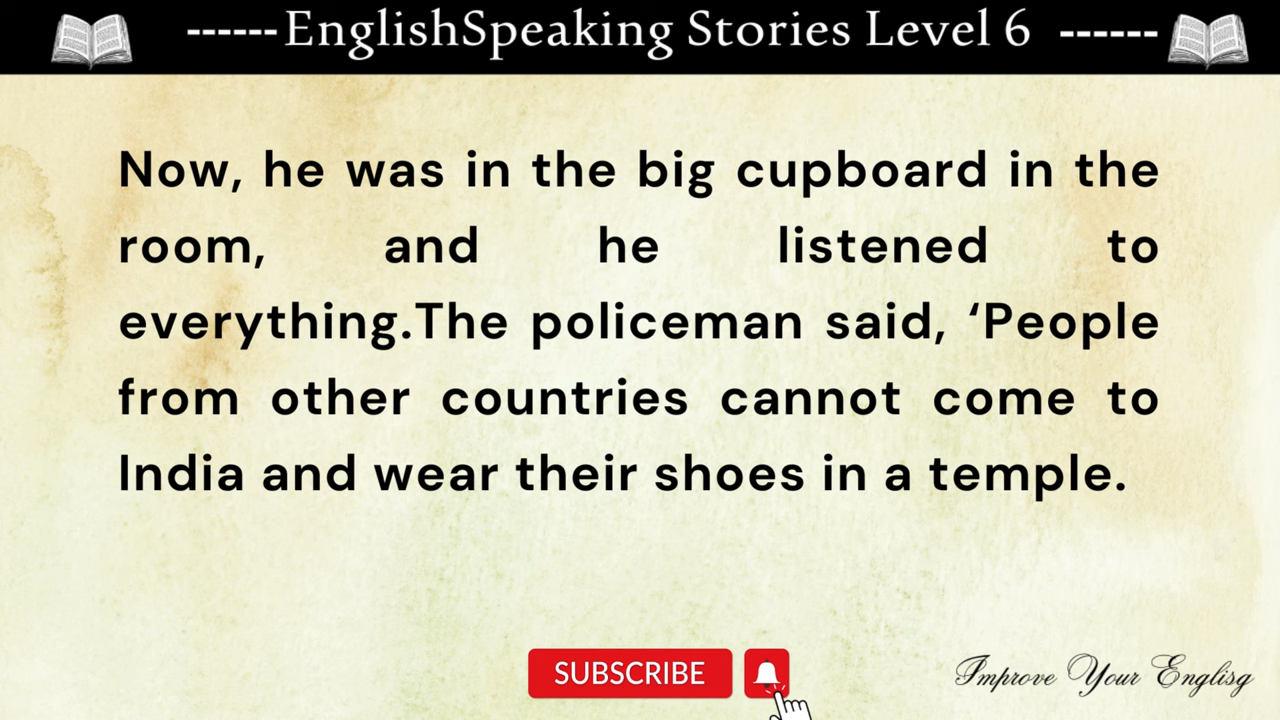 ------EnglishSpeaking Stories Level 6 ------
Now, he was in the big cupboard in the
room, and he listened to
everything.The policeman said, ‘People
from other countries cannot come to
India and wear their shoes in a temple.
SUBSCRIBE
Improve Your Englisg